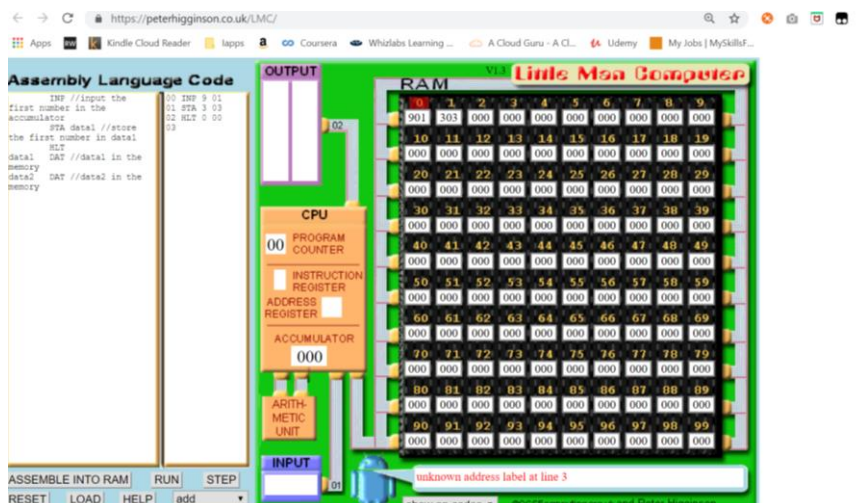 https://peterhigginson.co.uk/LMC/
Apps Kindle Cloud Reader lapps Coursera Whizlabs Learning ... A Cloud Guru - A Cl... Udemy My Jobs | MySkillsF...
Assembly Language Code
INP //input the
first number in the
accumulator
STA data1 //store
the first number in data1
HLT
data1 DAT //data1 in the
memory
data2 DAT //data2 in the
memory
00 INP 9 01
01 STA 3 03
02 HLT 0 00
03
OUTPUT
02
CPU
00 PROGRAM
COUNTER
INSTRUCTION
REGISTER
ADDRESS
REGISTER
ACCUMULATOR
000
ARITH-
METIC
UNIT
INPUT
01
V1.3 Little Man Computer
RAM
0 1 2 3 4 5 6 7 8 9
901 303 000 000 000 000 000 000 000 000
10 11 12 13 14 15 16 17 18 19
000 000 000 000 000 000 000 000 000 000
20 21 22 23 24 25 26 27 28 29
000 000 000 000 000 000 000 000 000 000
30 31 32 33 34 35 36 37 38 39
000 000 000 000 000 000 000 000 000 000
40 41 42 43 44 45 46 47 48 49
000 000 000 000 000 000 000 000 000 000
50 51 52 53 54 55 56 57 58 59
000 000 000 000 000 000 000 000 000 000
60 61 62 63 64 65 66 67 68 69
000 000 000 000 000 000 000 000 000 000
70 71 72 73 74 75 76 77 78 79
000 000 000 000 000 000 000 000 000 000
80 81 82 83 84 85 86 87 88 89
000 000 000 000 000 000 000 000 000 000
90 91 92 93 94 95 96 97 98 99
000 000 000 000 000 000 000 000 000 000
unknown address label at line 3
ASSEMBLE INTO RAM RUN STEP
RESET LOAD HELP add